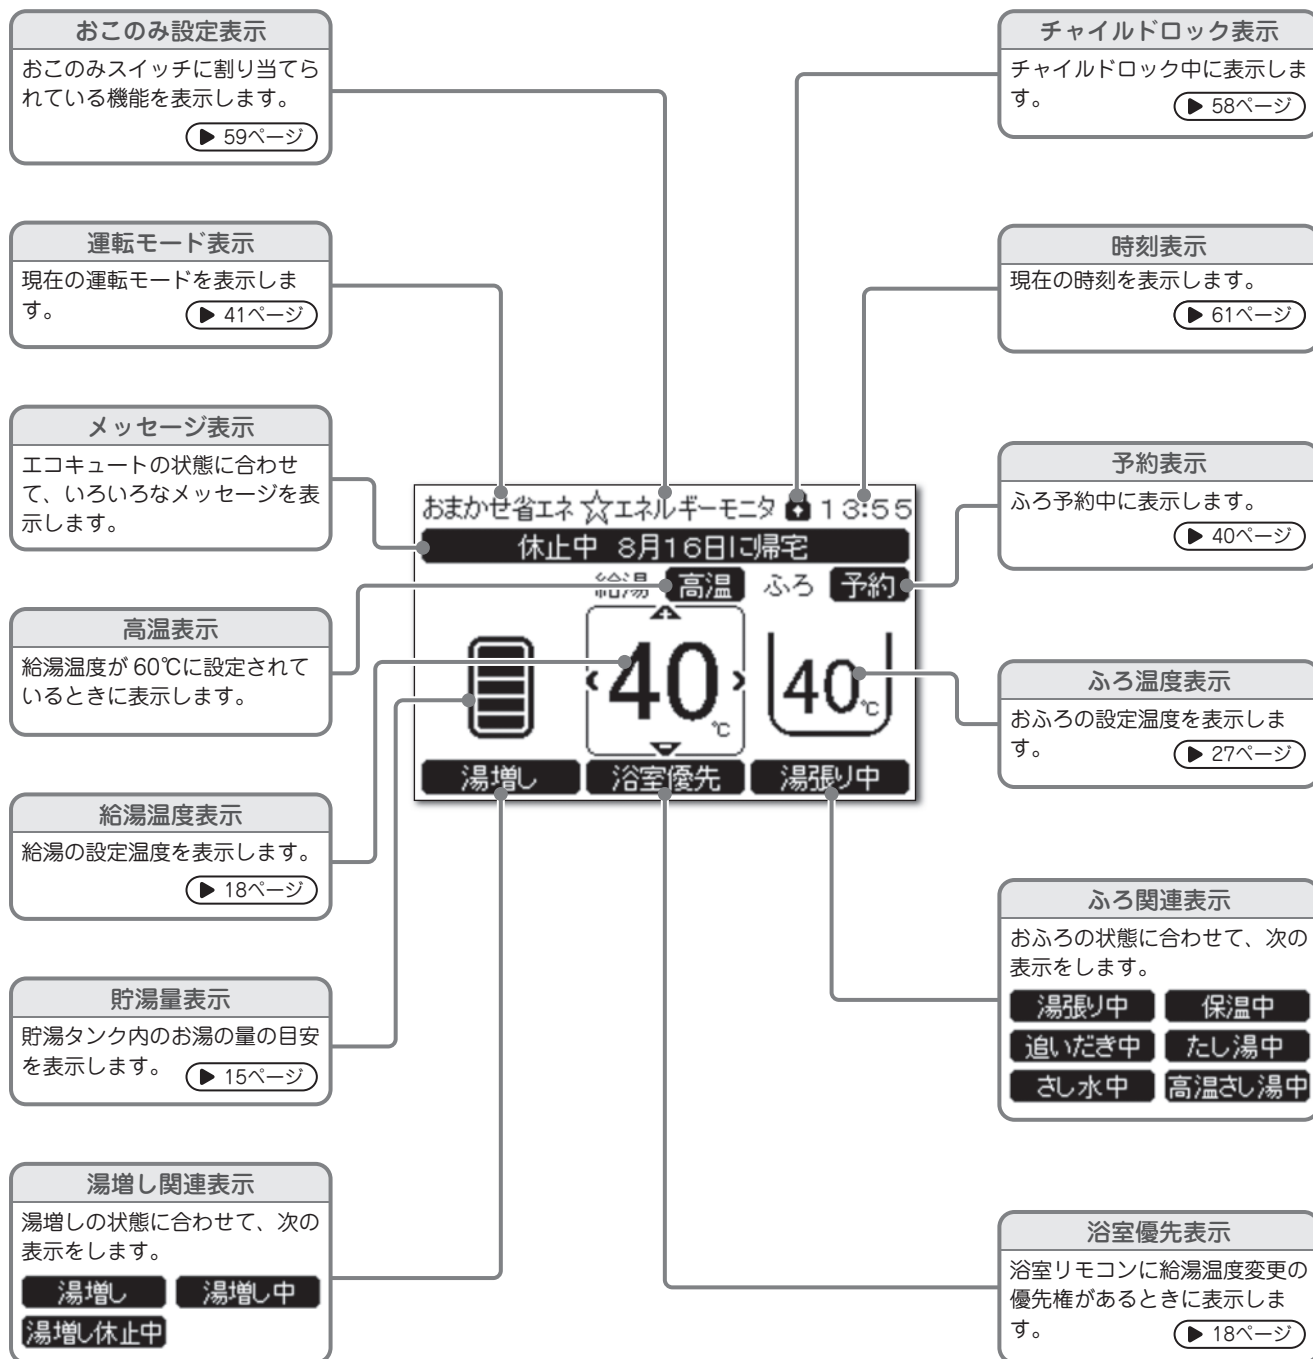 おこのみ設定表示
おこのみスイッチに割り当てら
れている機能を表示します。
▶ 59ページ
運転モード表示
現在の運転モードを表示しま
す。
▶ 41ページ
メッセージ表示
エコキュートの状態に合わせ
て、いろいろなメッセージを表
示します。
高温表示
給湯温度が 60℃に設定されて
いるときに表示します。
給湯温度表示
給湯の設定温度を表示します。
▶ 18ページ
貯湯量表示
貯湯タンク内のお湯の量の目安
を表示します。
▶ 15ページ
湯増し関連表示
湯増しの状態に合わせて、次の
表示をします。
湯増し 湯増し中
湯増し休止中
おまかせ省エネ ☆エネルギーモニタ 13:55
休止中 8月16日に帰宅
給湯 高温 ふろ 予約
40℃ 40℃
湯増し 浴室優先 湯張り中
チャイルドロック表示
チャイルドロック中に表示しま
す。
▶ 58ページ
時刻表示
現在の時刻を表示します。
▶ 61ページ
予約表示
ふろ予約中に表示します。
▶ 40ページ
ふろ温度表示
おふろの設定温度を表示しま
す。
▶ 27ページ
ふろ関連表示
おふろの状態に合わせて、次の
表示をします。
湯張り中 保温中
追いだき中 たし湯中
さし水中 高温さし湯中
浴室優先表示
浴室リモコンに給湯温度変更の
優先権があるときに表示しま
す。
▶ 18ページ